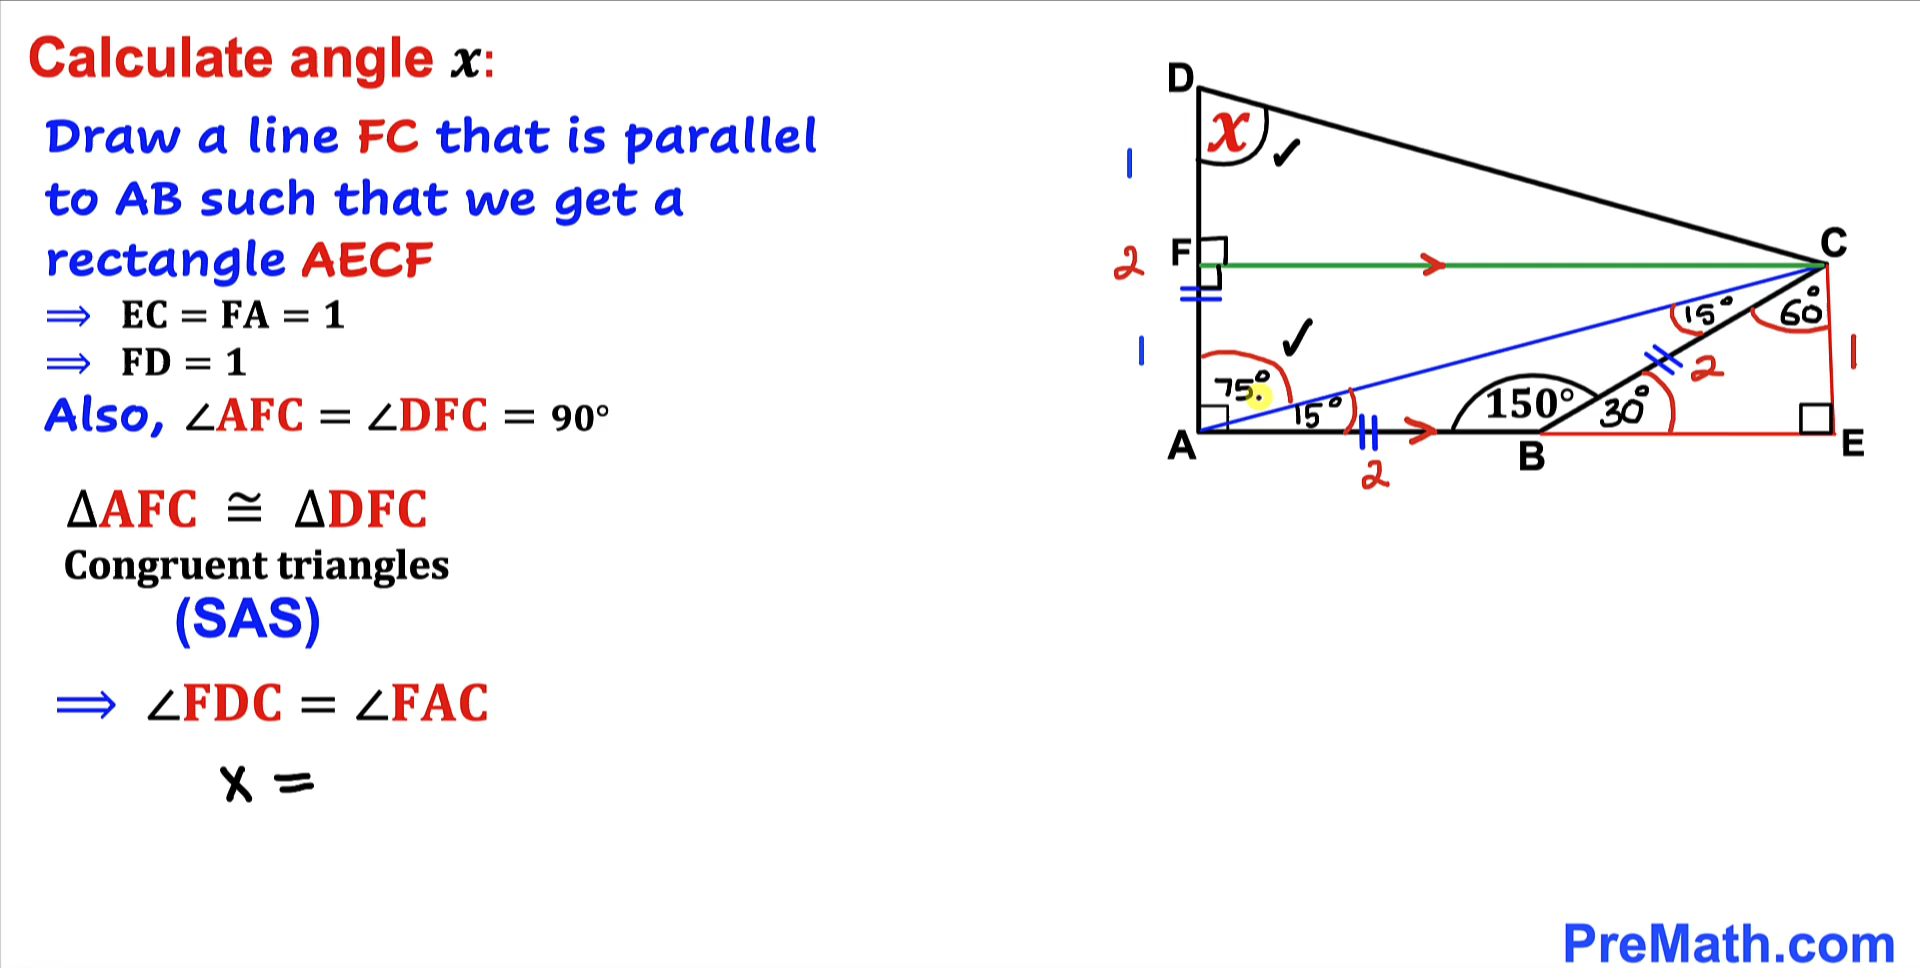 Calculate angle x:
Draw a line FC that is parallel
to AB such that we get a
rectangle AECF
⟹ EC = FA = 1
⟹ FD = 1
Also, ∠AFC = ∠DFC = 90°
ΔAFC ≅ ΔDFC
Congruent triangles
(SAS)
⟹ ∠FDC = ∠FAC
x =
D
x ✓
1
C
2 F
15° 60°
1 ✓ 2 1
75° 15° 150° 30°
A B E
2
PreMath.com